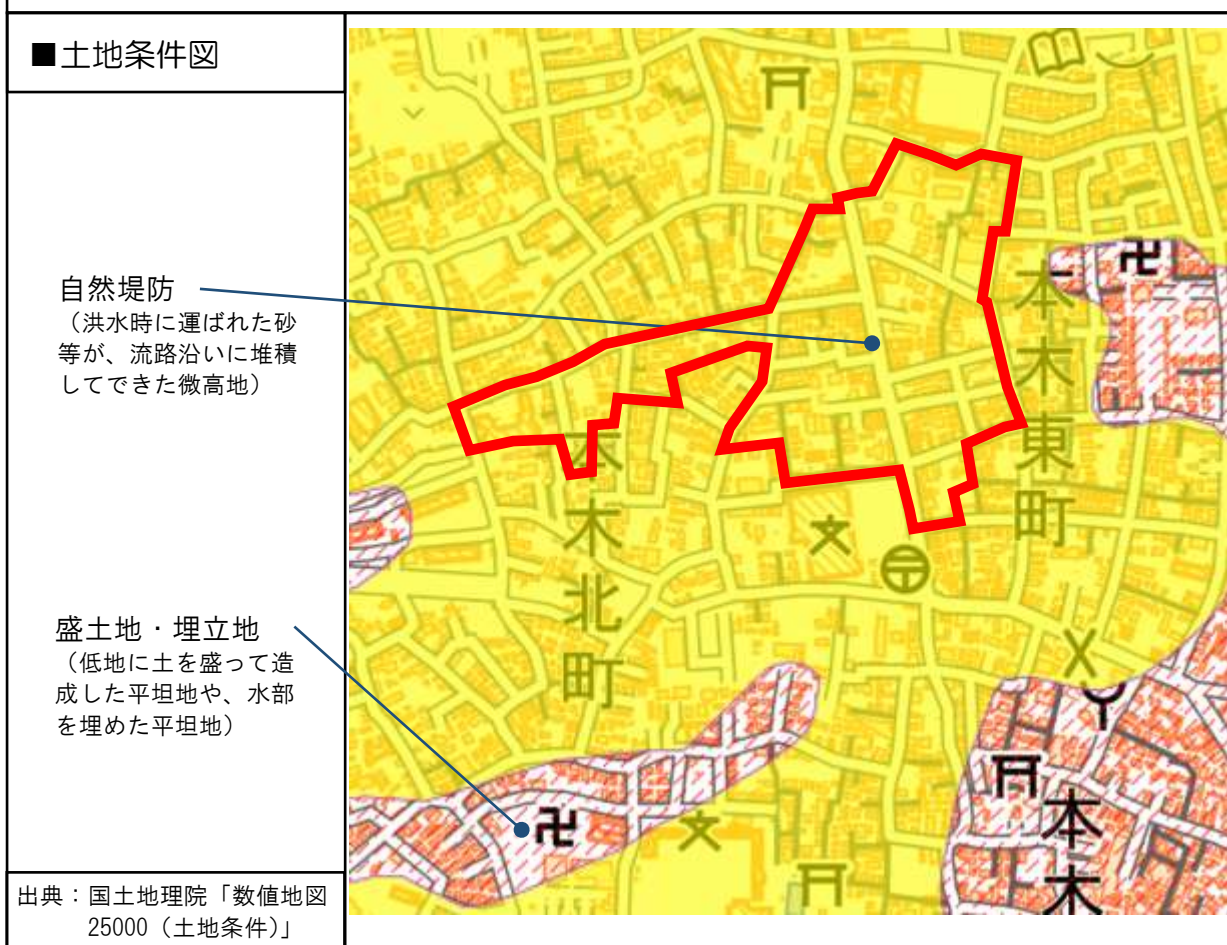 ■土地条件図
自然堤防
（洪水時に運ばれた砂
等が、流路沿いに堆積
してできた微高地）
盛土地・埋立地
（低地に土を盛って造
成した平坦地や、水部
を埋めた平坦地）
出典：国土地理院「数値地図
25000（土地条件）」
本木東町
本木北町
本木